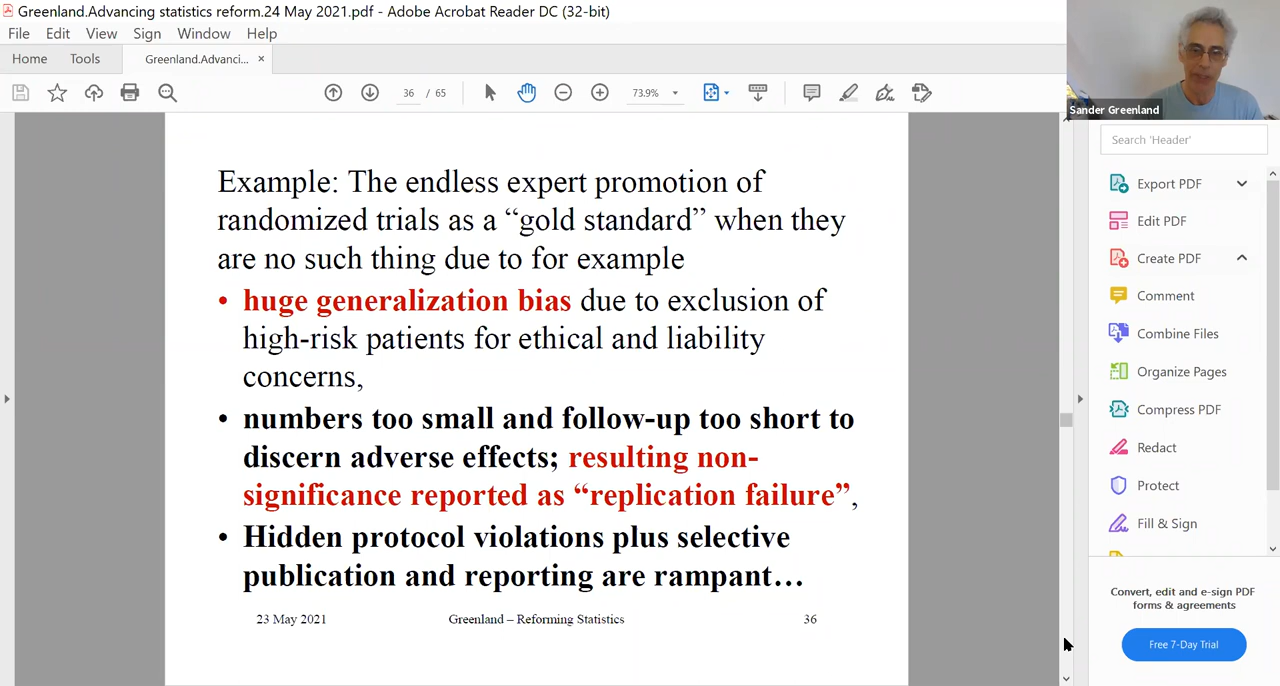 Greenland.Advancing statistics reform.24 May 2021.pdf - Adobe Acrobat Reader DC (32-bit)
File Edit View Sign Window Help
Home Tools Greenland.Advanci... ×
36 / 65 73.9%
Sander Greenland
Search 'Header'
Example: The endless expert promotion of
randomized trials as a “gold standard” when they
are no such thing due to for example
• huge generalization bias due to exclusion of
high-risk patients for ethical and liability
concerns,
• numbers too small and follow-up too short to
discern adverse effects; resulting non-
significance reported as “replication failure”,
• Hidden protocol violations plus selective
publication and reporting are rampant…
23 May 2021 Greenland – Reforming Statistics 36
Export PDF
Edit PDF
Create PDF
Comment
Combine Files
Organize Pages
Compress PDF
Redact
Protect
Fill & Sign
Convert, edit and e-sign PDF
forms & agreements
Free 7-Day Trial